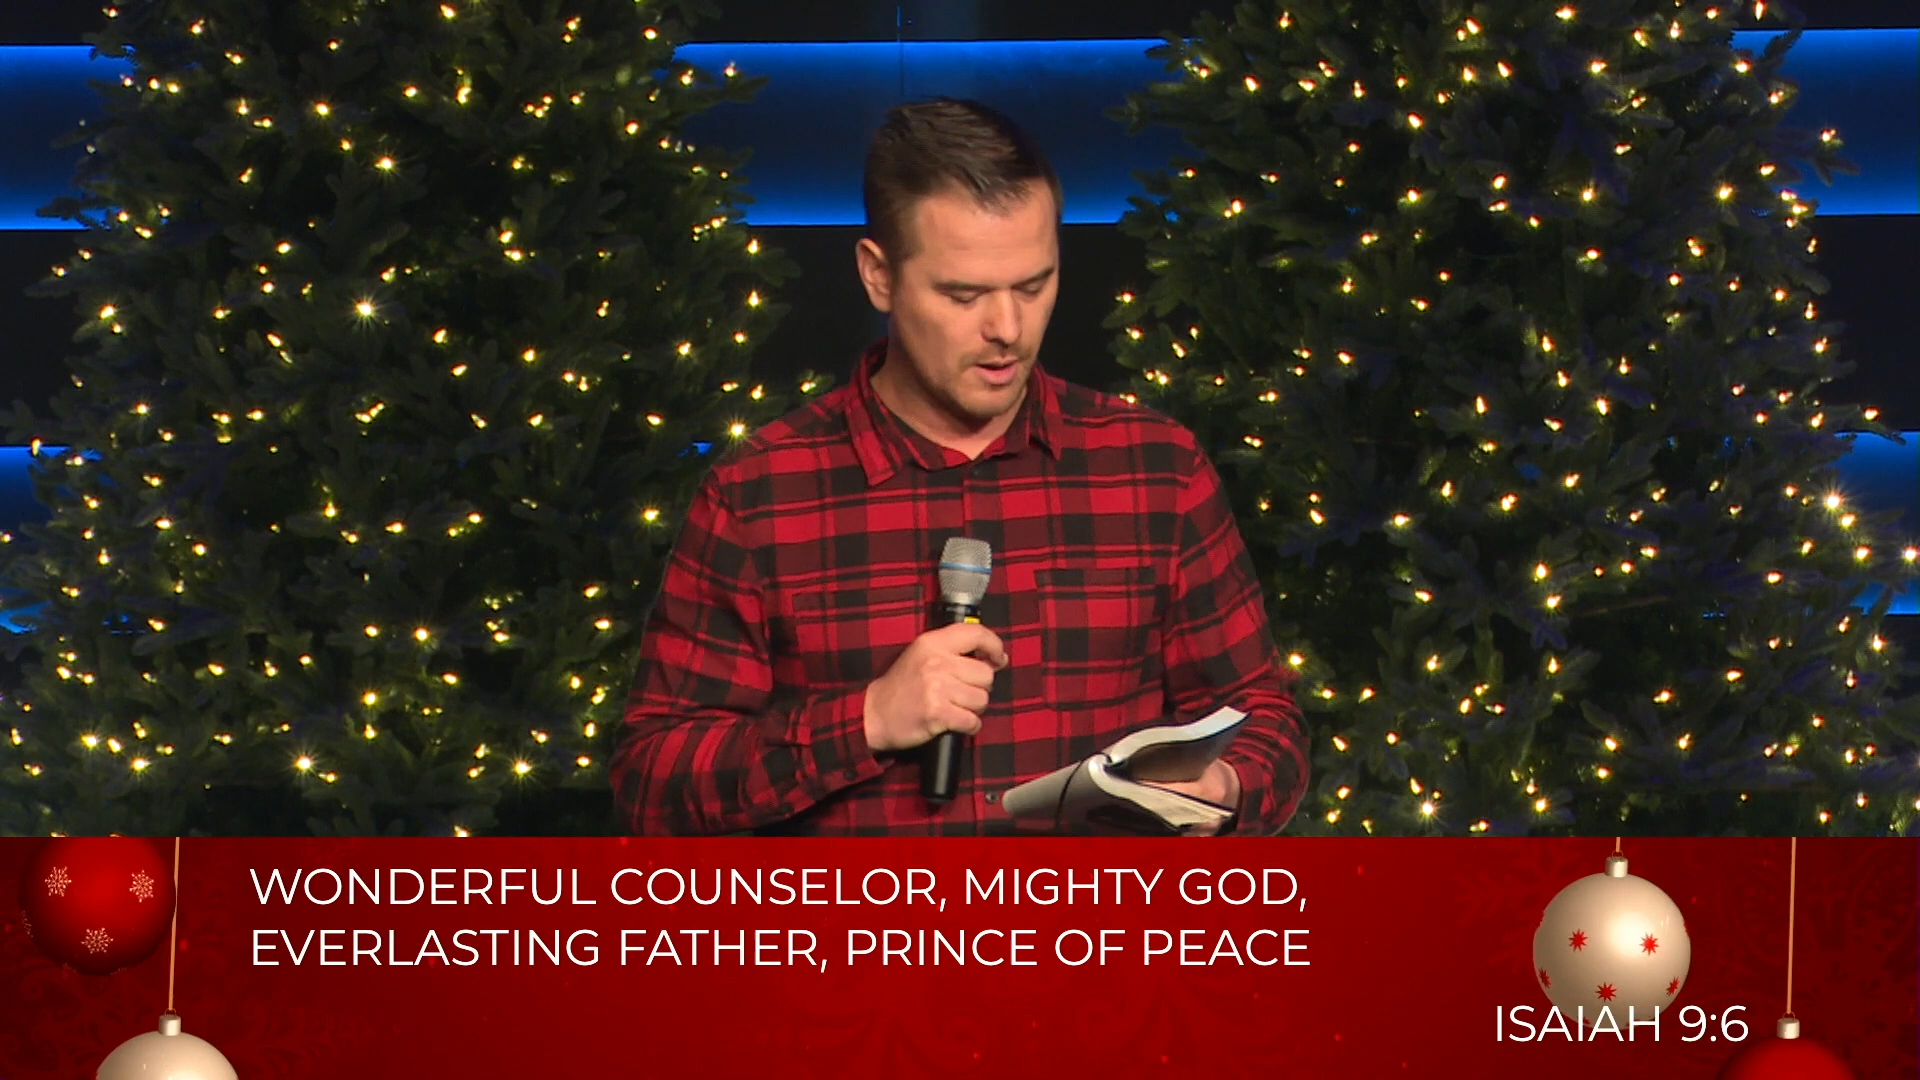 WONDERFUL COUNSELOR, MIGHTY GOD,
EVERLASTING FATHER, PRINCE OF PEACE
ISAIAH 9:6